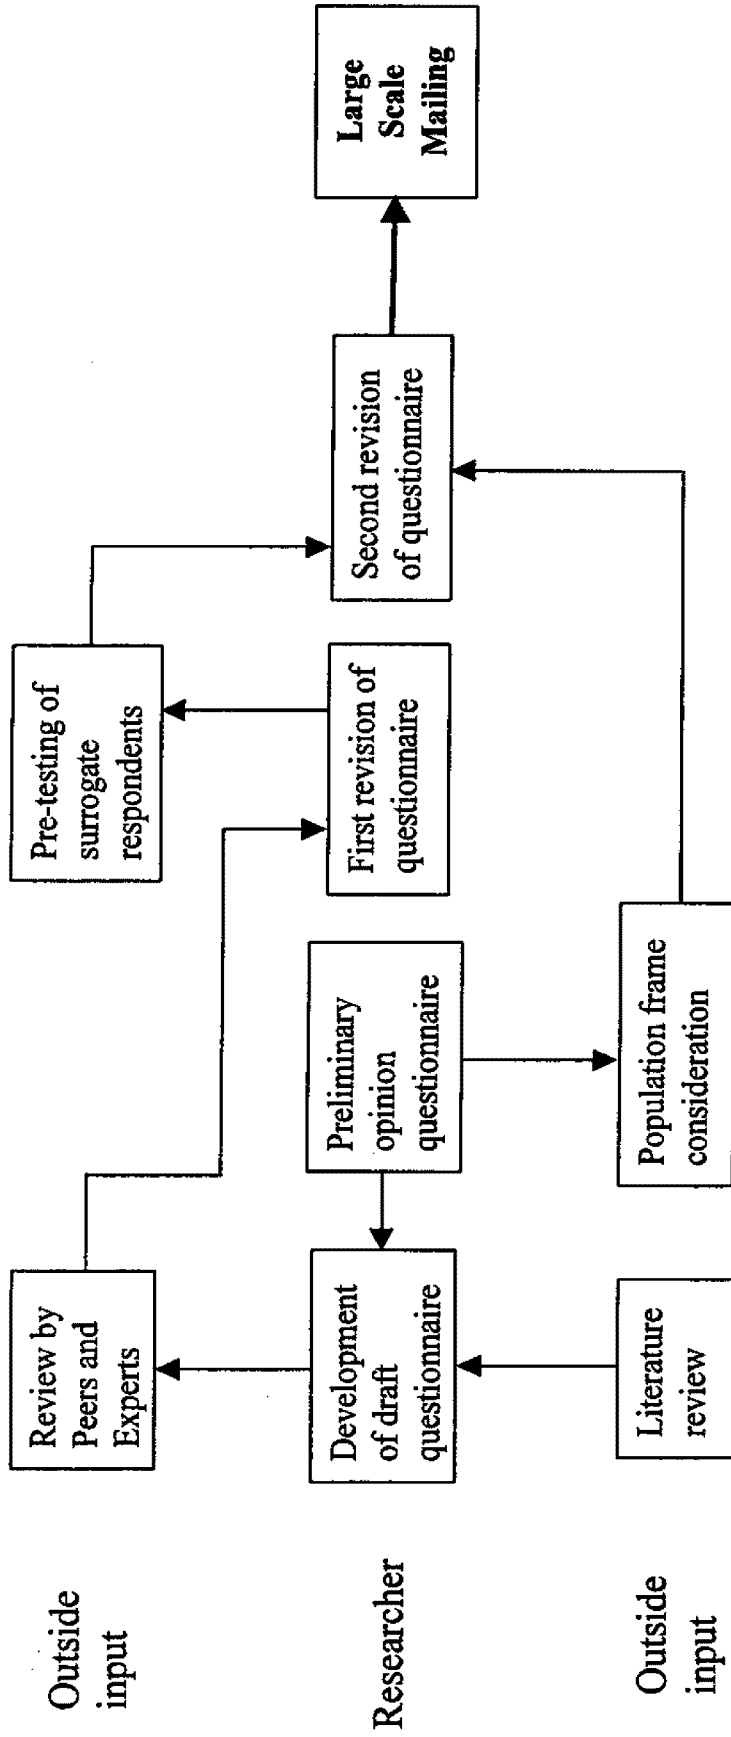 Outside
input
Review by
Peers and
Experts
Pre-testing of
surrogate
respondents
Researcher
Development
of draft
questionnaire
Preliminary
opinion
questionnaire
First revision of
questionnaire
Second revision
of questionnaire
Large
Scale
Mailing
Outside
input
Literature
review
Population frame
consideration